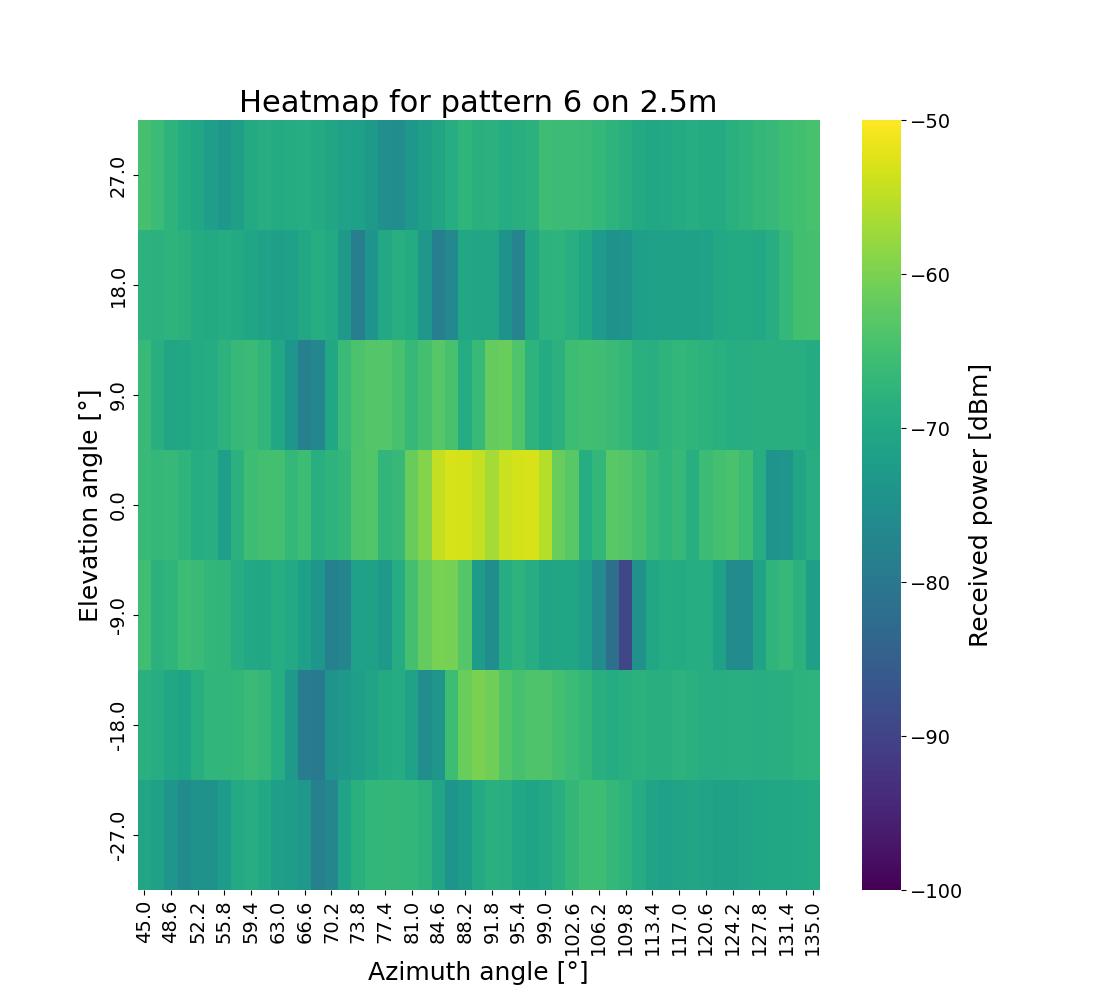 Heatmap for pattern 6 on 2.5m
Elevation angle [°]
27.0
18.0
9.0
0.0
-9.0
-18.0
-27.0
45.0 48.6 52.2 55.8 59.4 63.0 66.6 70.2 73.8 77.4 81.0 84.6 88.2 91.8 95.4 99.0 102.6 106.2 109.8 113.4 117.0 120.6 124.2 127.8 131.4 135.0
Azimuth angle [°]
−50
−60
−70
−80
−90
−100
Received power [dBm]